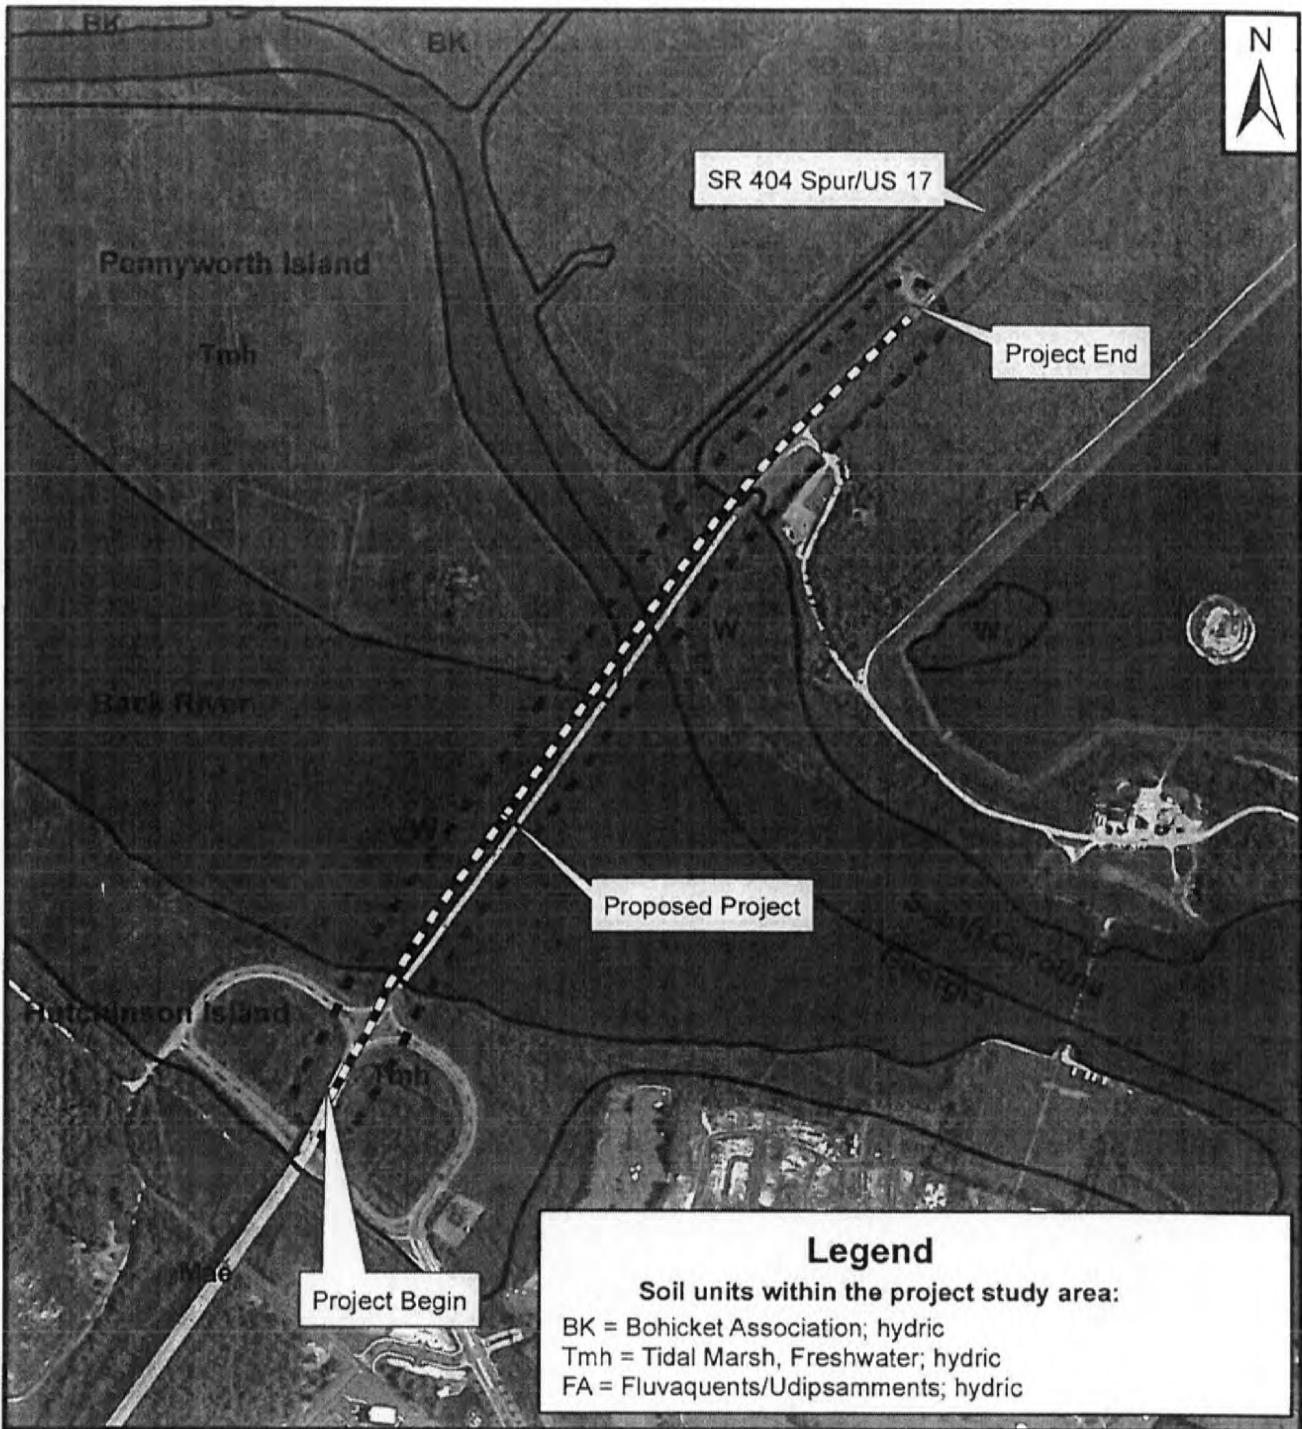 BK
BK
N
SR 404 Spur/US 17
Pennyworth Island
Tmh
Project End
FA
W
W
Back River
W
Proposed Project
South Carolina
Georgia
Hutchinson Island
Tmh
Mae
Project Begin
Legend
Soil units within the project study area:
BK = Bohicket Association; hydric
Tmh = Tidal Marsh, Freshwater; hydric
FA = Fluvaquents/Udipsamments; hydric